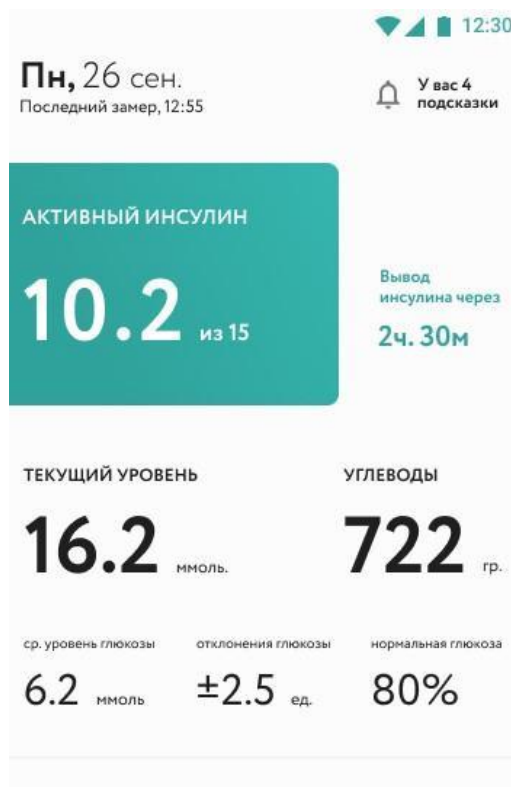 12:30
Пн, 26 сен.
Последний замер, 12:55
У вас 4
подсказки
АКТИВНЫЙ ИНСУЛИН
10.2 из 15
Вывод
инсулина через
2ч. 30м
ТЕКУЩИЙ УРОВЕНЬ
16.2 ммоль.
УГЛЕВОДЫ
722 гр.
ср. уровень глюкозы
6.2 ммоль
отклонения глюкозы
±2.5 ед.
нормальная глюкоза
80%